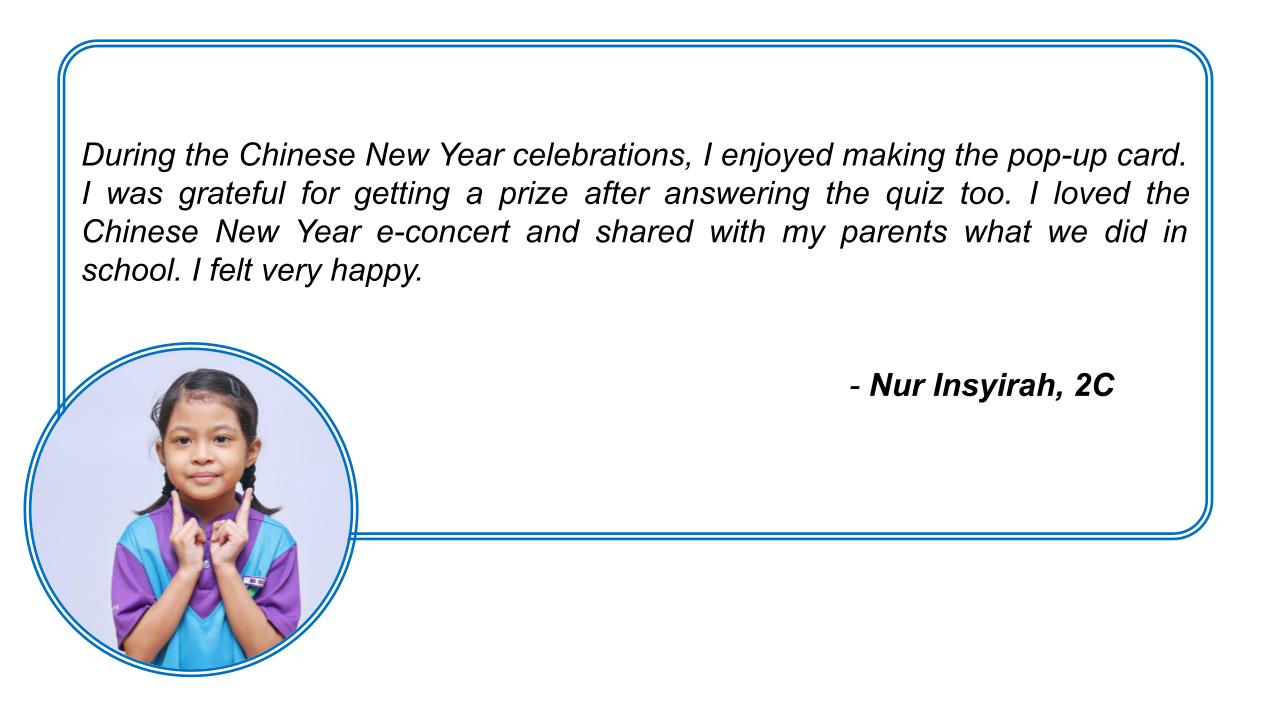 During the Chinese New Year celebrations, I enjoyed making the pop-up card.
I was grateful for getting a prize after answering the quiz too. I loved the
Chinese New Year e-concert and shared with my parents what we did in
school. I felt very happy.
- Nur Insyirah, 2C